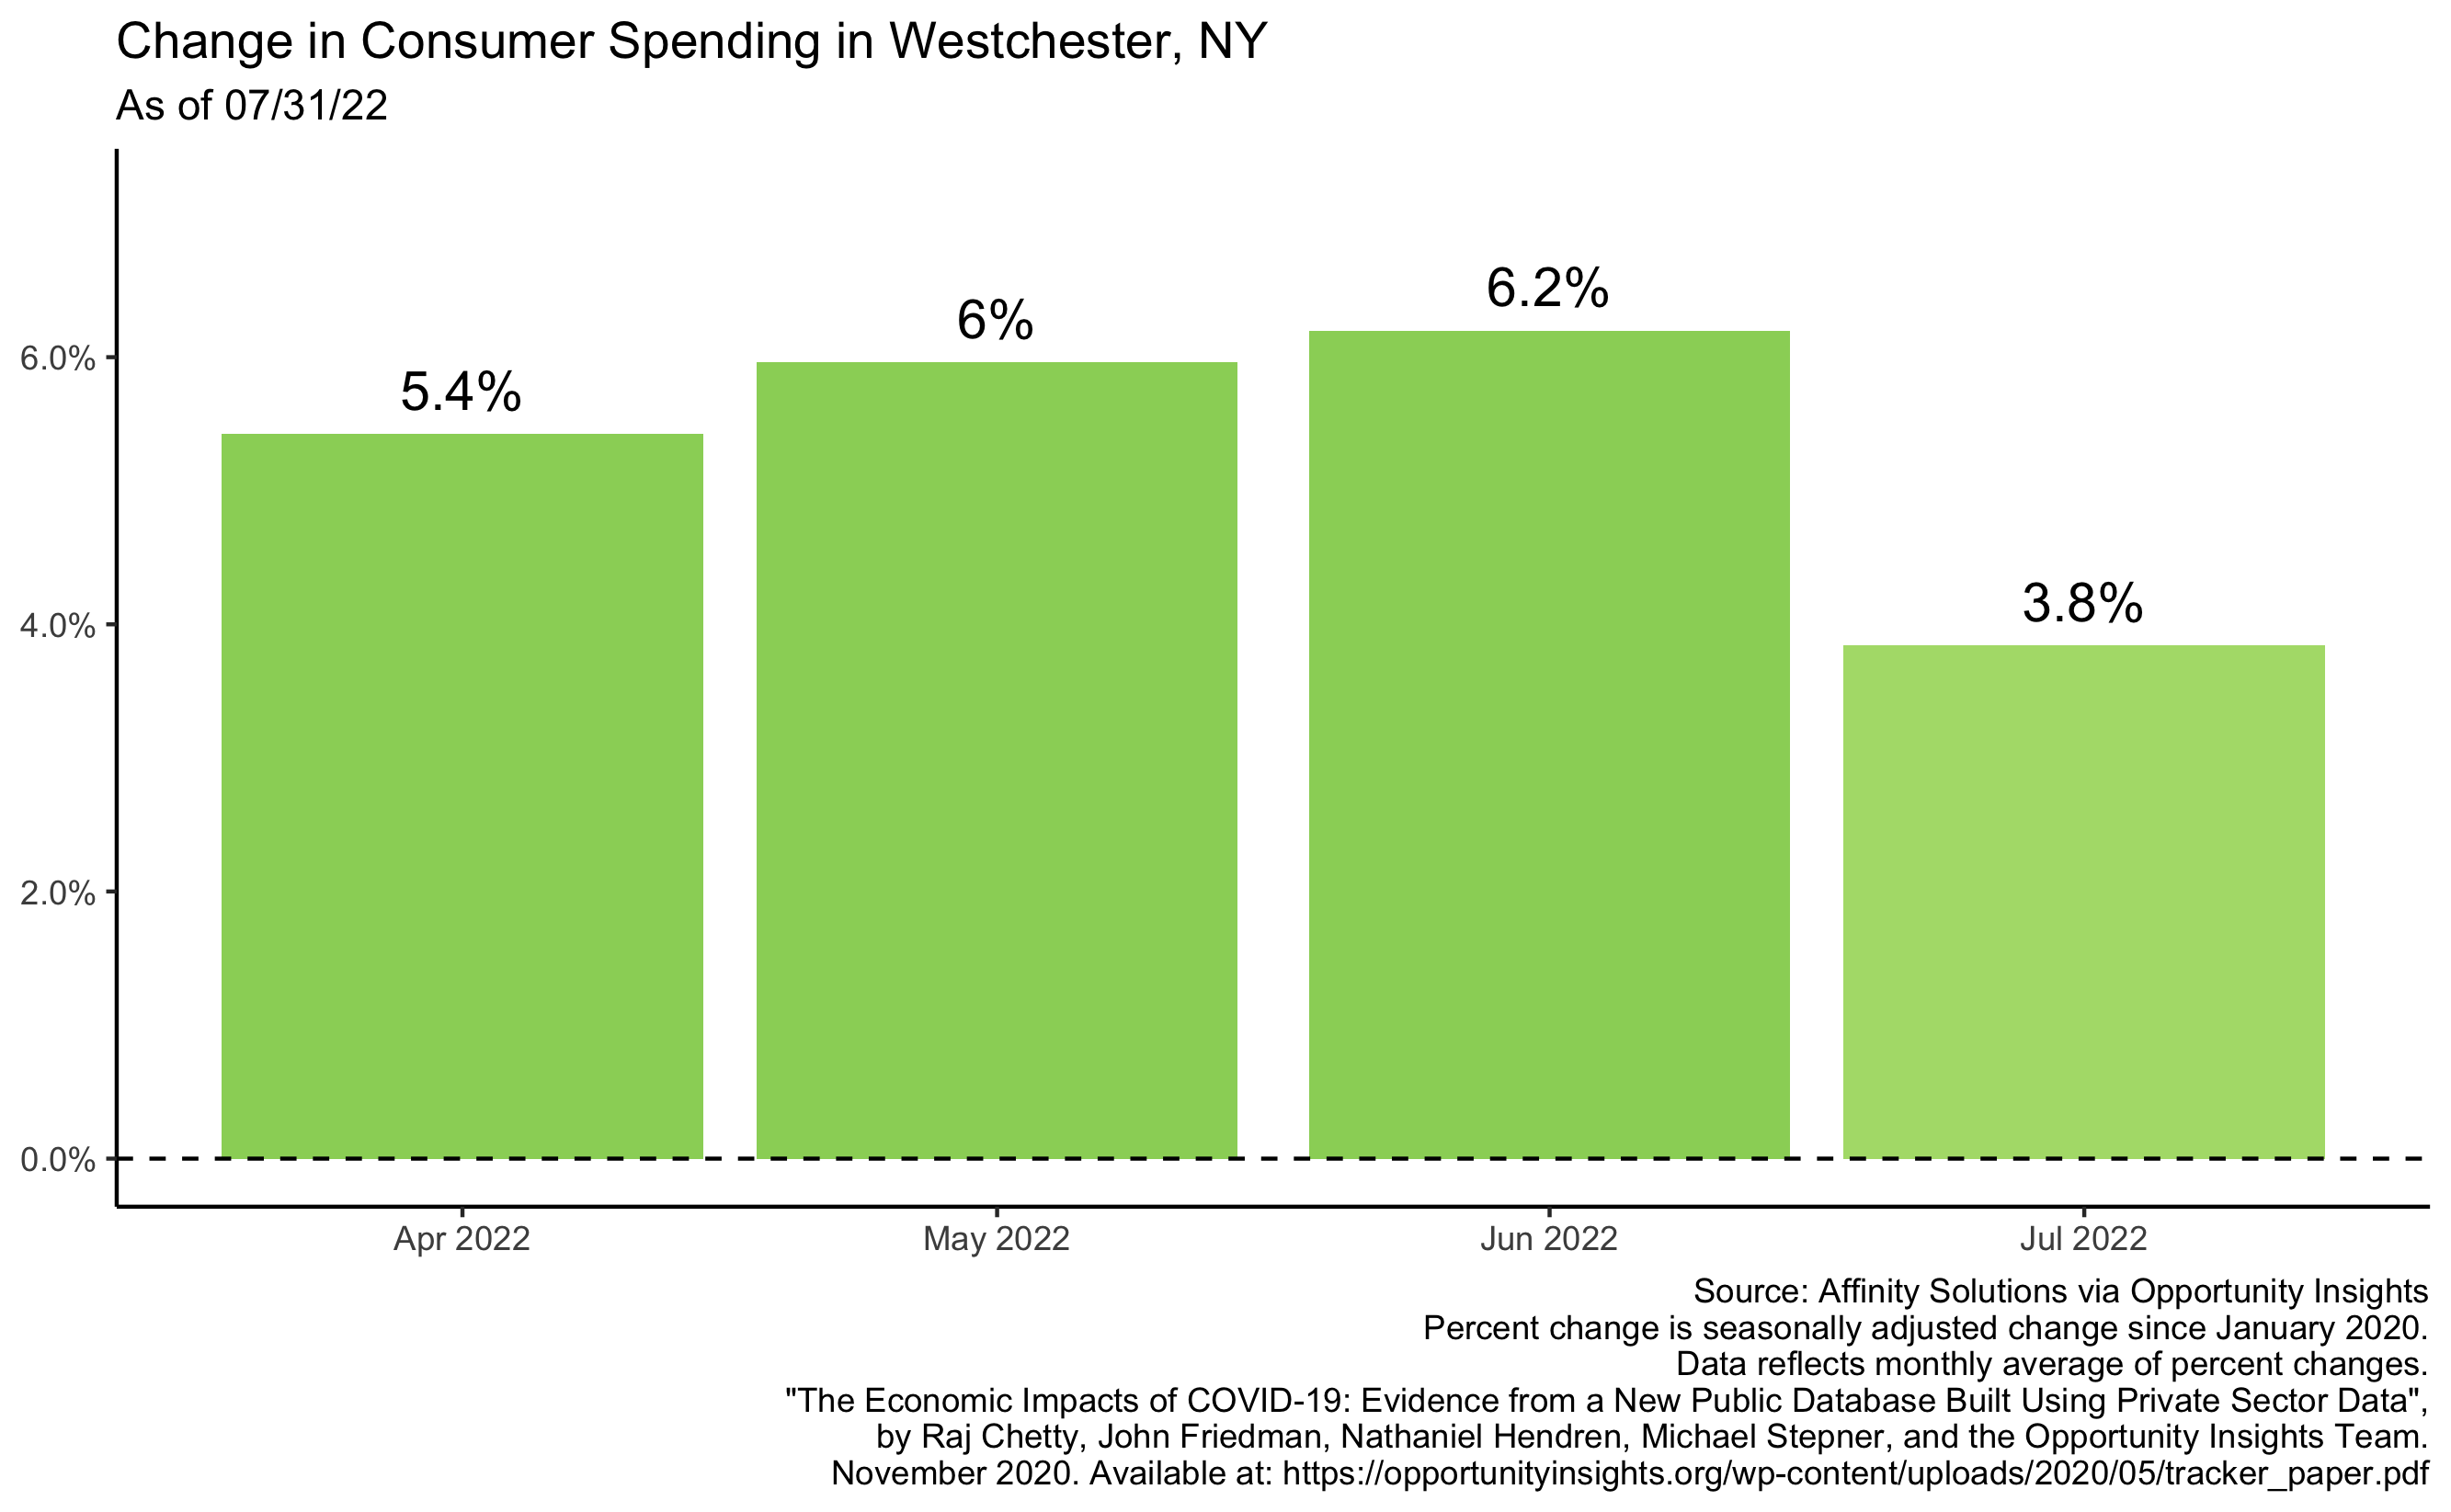 Change in Consumer Spending in Westchester, NY
As of 07/31/22
6.2%
6%
6.0%
5.4%
4.0%
3.8%
2.0%
0.0%
Apr 2022
May 2022
Jun 2022
Jul 2022
Source: Affinity Solutions via Opportunity Insights
Percent change is seasonally adjusted change since January 2020.
Data reflects monthly average of percent changes.
"The Economic Impacts of COVID-19: Evidence from a New Public Database Built Using Private Sector Data",
by Raj Chetty, John Friedman, Nathaniel Hendren, Michael Stepner, and the Opportunity Insights Team.
November 2020. Available at: https://opportunityinsights.org/wp-content/uploads/2020/05/tracker_paper.pdf